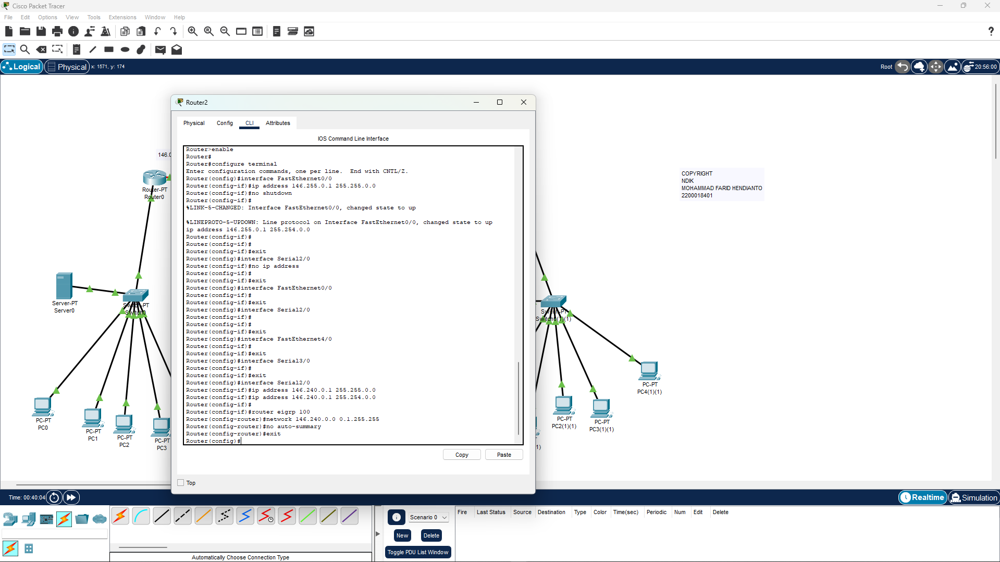 Cisco Packet Tracer
File Edit Options View Tools Extensions Window Help
Logical Physical x: 1571, y: 174 Root 20:56:00
Router2
Physical Config CLI Attributes
IOS Command Line Interface
Router>enable
Router#
Router#configure terminal
Enter configuration commands, one per line.  End with CNTL/Z.
Router(config)#interface FastEthernet0/0
Router(config-if)#ip address 146.255.0.1 255.255.0.0
Router(config-if)#no shutdown
Router(config-if)#
%LINK-5-CHANGED: Interface FastEthernet0/0, changed state to up
%LINEPROTO-5-UPDOWN: Line protocol on Interface FastEthernet0/0, changed state to up
ip address 146.255.0.1 255.254.0.0
Router(config-if)#
Router(config-if)#
Router(config-if)#exit
Router(config)#interface Serial2/0
Router(config-if)#no ip address
Router(config-if)#
Router(config-if)#exit
Router(config)#interface FastEthernet0/0
Router(config-if)#
Router(config-if)#exit
Router(config)#interface Serial2/0
Router(config-if)#
Router(config-if)#
Router(config-if)#exit
Router(config)#interface FastEthernet4/0
Router(config-if)#
Router(config-if)#exit
Router(config)#interface Serial3/0
Router(config-if)#
Router(config-if)#exit
Router(config)#interface Serial2/0
Router(config-if)#ip address 146.240.0.1 255.255.0.0
Router(config-if)#ip address 146.240.0.1 255.254.0.0
Router(config-if)#
Router(config-if)#router eigrp 100
Router(config-router)#network 146.240.0.0 0.1.255.255
Router(config-router)#no auto-summary
Router(config-router)#exit
Router(config)#
Copy Paste
Top
146.0
Router-PT
Router0
Server-PT
Server0
Switch-PT
Switch0
PC-PT
PC0
PC-PT
PC1
PC-PT
PC2
PC-PT
PC3
COPYRIGHT
NDIK
MOHAMMAD FARID HENDIANTO
2200018401
Switch-PT
Switch0(1)(1)
PC-PT
PC4(1)(1)
PC-PT
PC2(1)(1)
PC-PT
PC3(1)(1)
1)
Time: 00:40:04 Realtime Simulation
Scenario 0
New Delete
Toggle PDU List Window
Fire Last Status Source Destination Type Color Time(sec) Periodic Num Edit Delete
Automatically Choose Connection Type